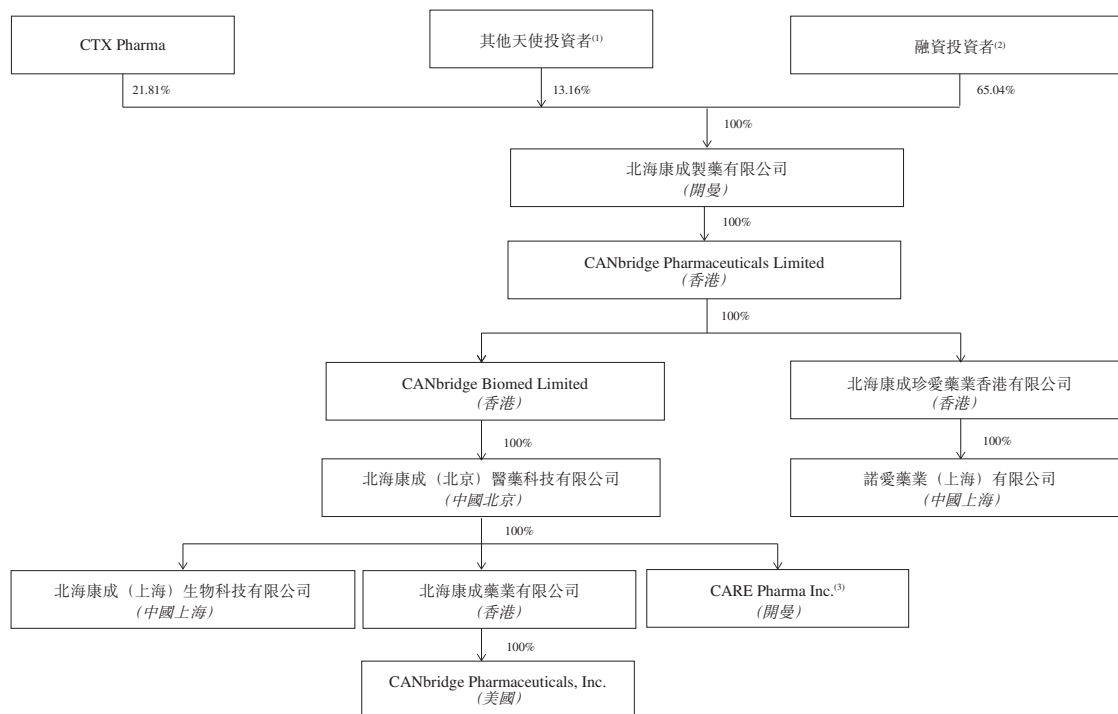 CTX Pharma
其他天使投資者(1)
融資投資者(2)
21.81%
13.16%
65.04%
100%
北海康成製藥有限公司
(開曼)
100%
CANbridge Pharmaceuticals Limited
(香港)
100%
CANbridge Biomed Limited
(香港)
北海康成珍愛藥業香港有限公司
(香港)
100%
100%
北海康成（北京）醫藥科技有限公司
(中國北京)
諾愛藥業（上海）有限公司
(中國上海)
100%
北海康成（上海）生物科技有限公司
(中國上海)
北海康成藥業有限公司
(香港)
CARE Pharma Inc.(3)
(開曼)
100%
CANbridge Pharmaceuticals, Inc.
(美國)